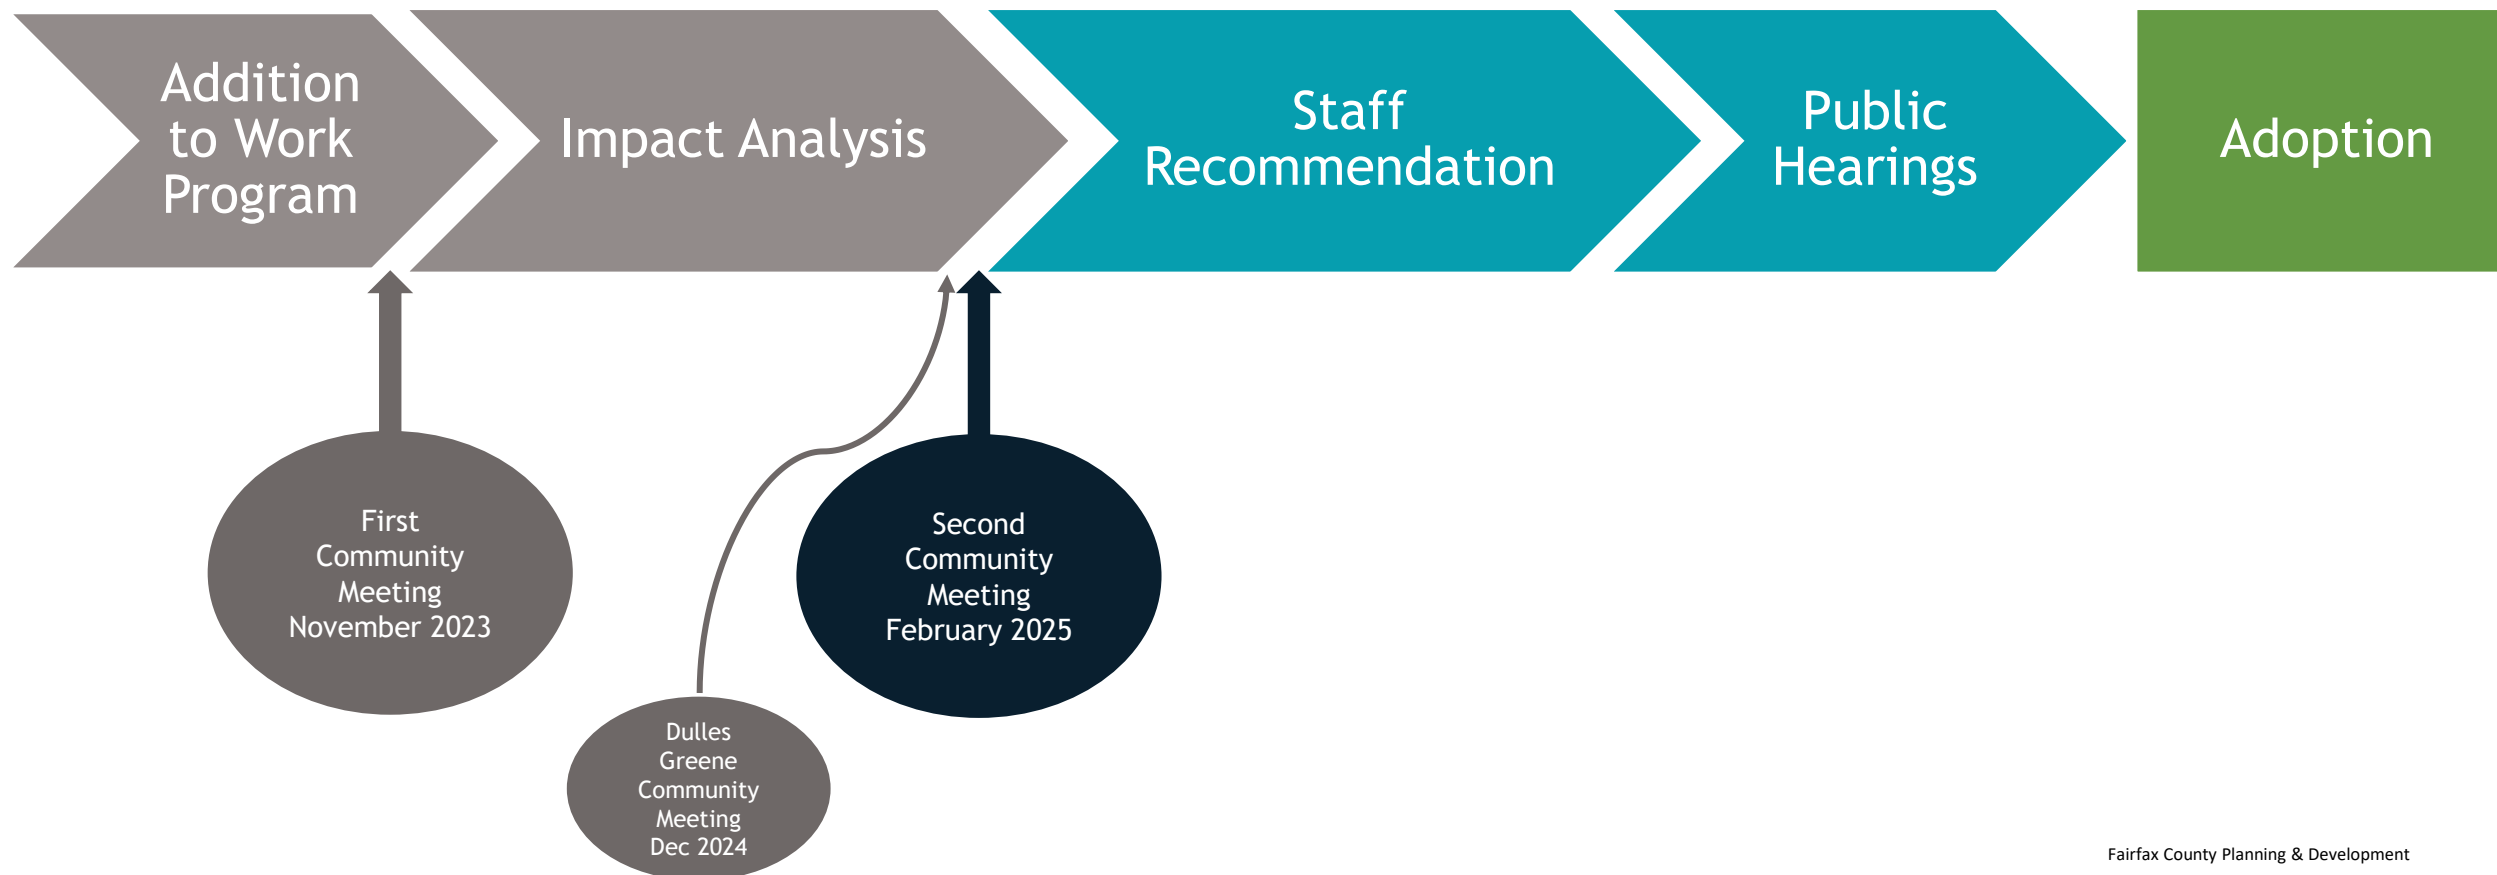 Addition
to Work
Program
Impact Analysis
Staff
Recommendation
Public
Hearings
Adoption
First
Community
Meeting
November 2023
Second
Community
Meeting
February 2025
Dulles
Greene
Community
Meeting
Dec 2024
Fairfax County Planning & Development